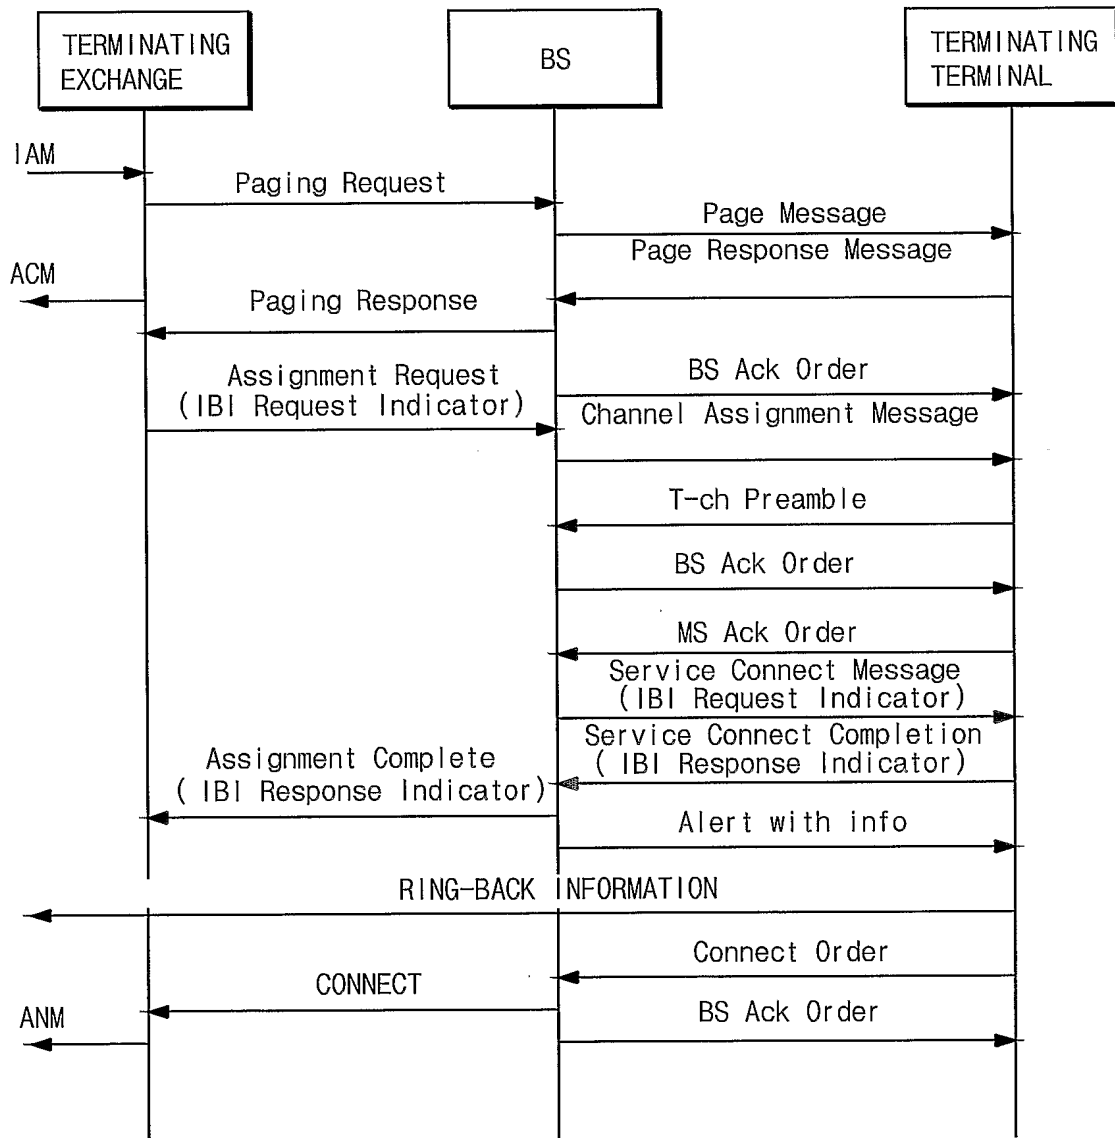 TERMINATING
EXCHANGE
BS
TERMINATING
TERMINAL
IAM
Paging Request
Page Message
Page Response Message
ACM
Paging Response
BS Ack Order
Assignment Request
(IBI Request Indicator)
Channel Assignment Message
T-ch Preamble
BS Ack Order
MS Ack Order
Service Connect Message
(IBI Request Indicator)
Service Connect Completion
( IBI Response Indicator)
Assignment Complete
( IBI Response Indicator)
Alert with info
RING-BACK INFORMATION
Connect Order
CONNECT
BS Ack Order
ANM